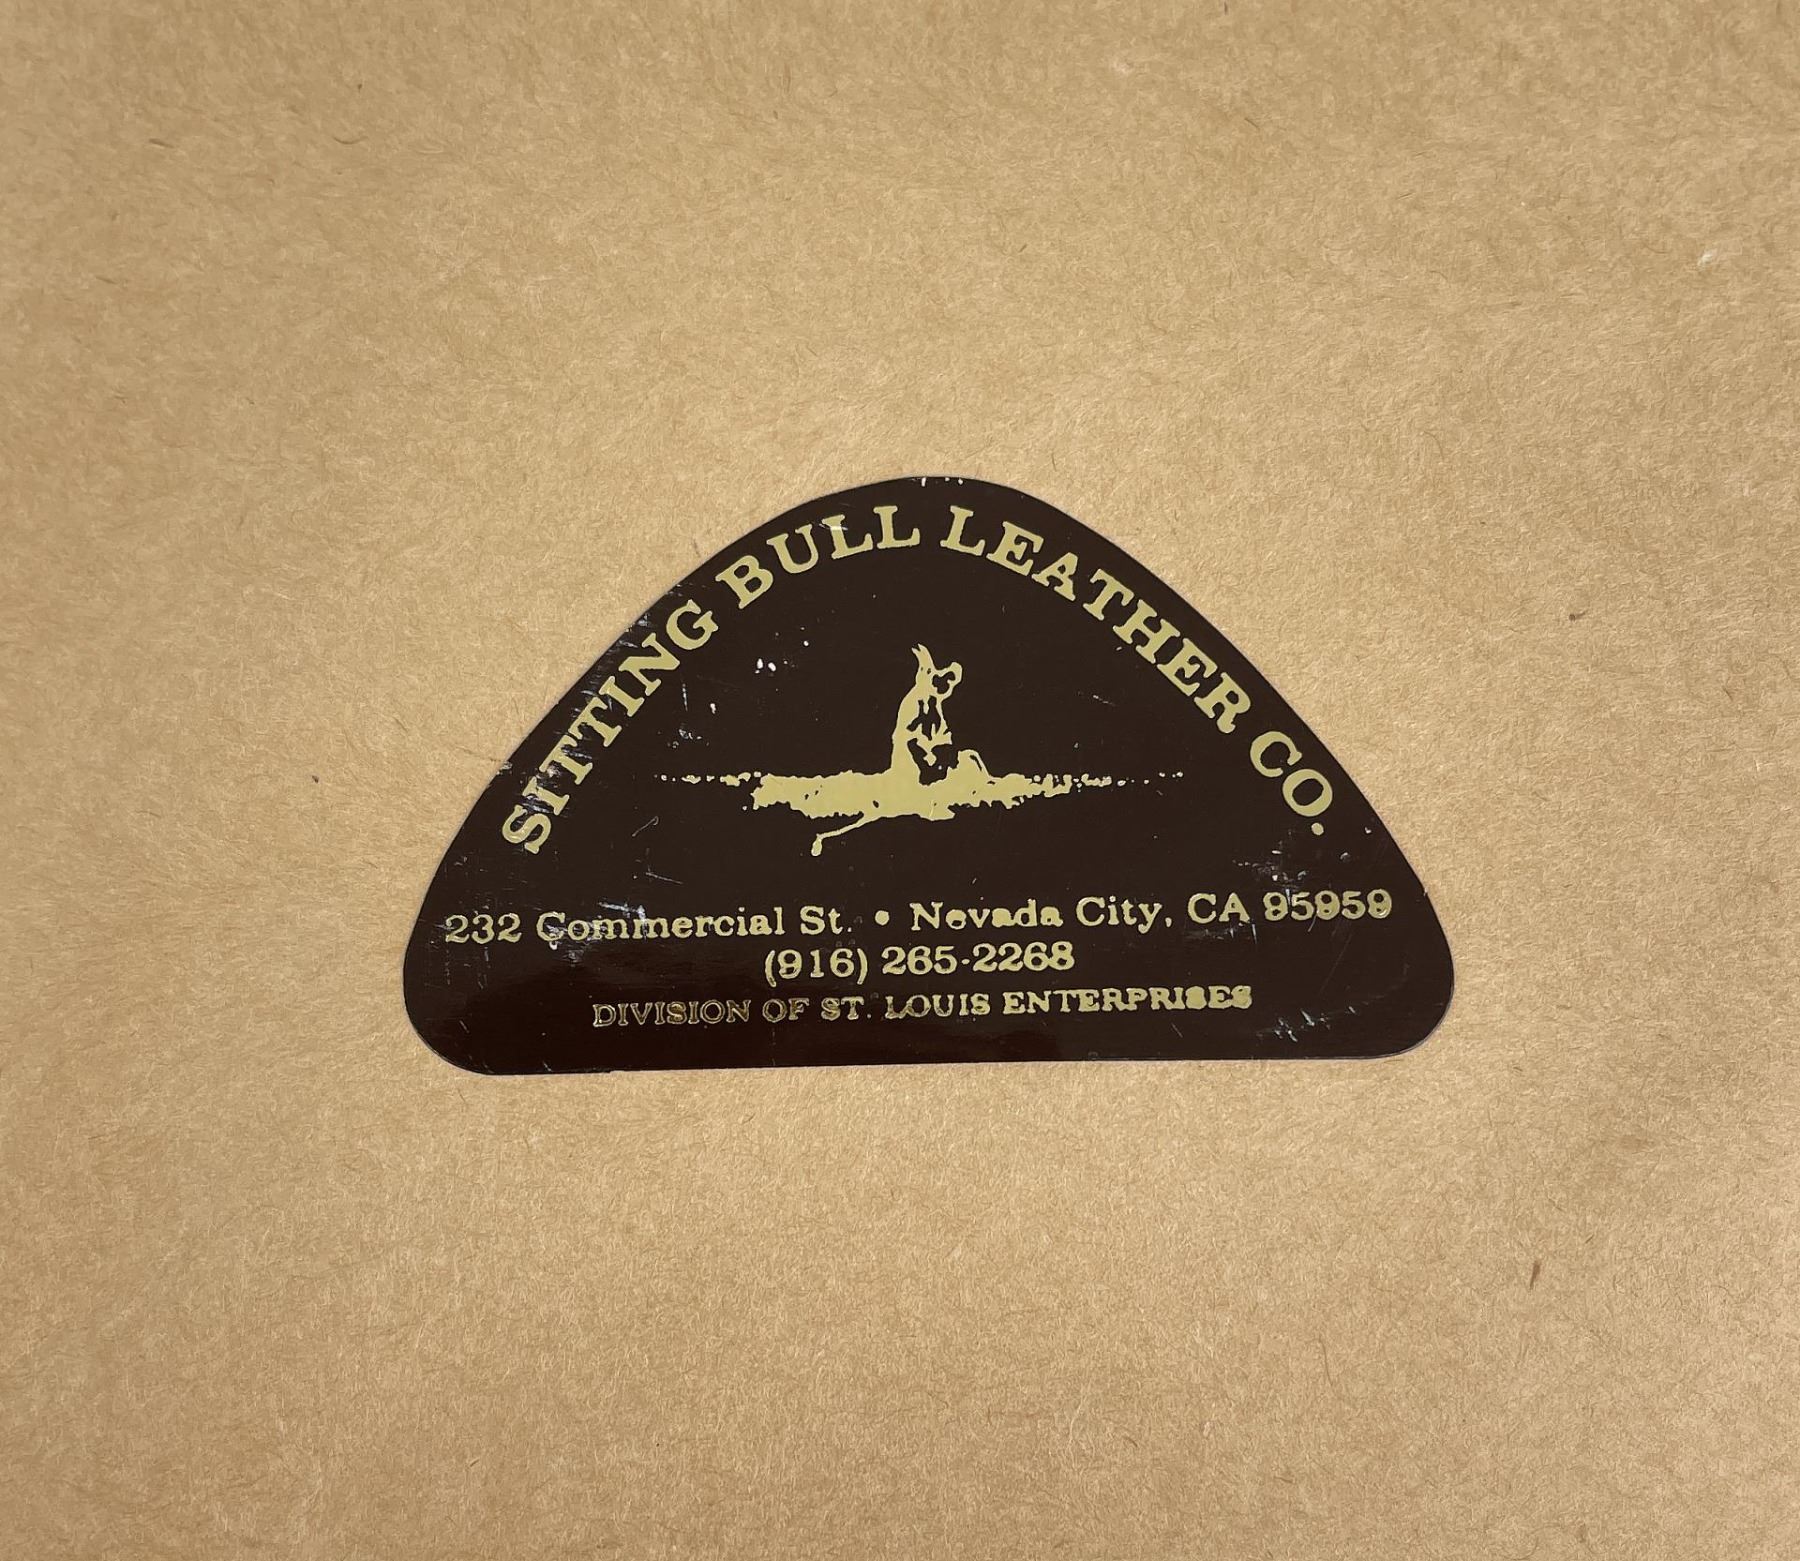 SITTING BULL LEATHER CO.
232 Commercial St. • Nevada City, CA 95959
(916) 265-2268
DIVISION OF ST. LOUIS ENTERPRISES